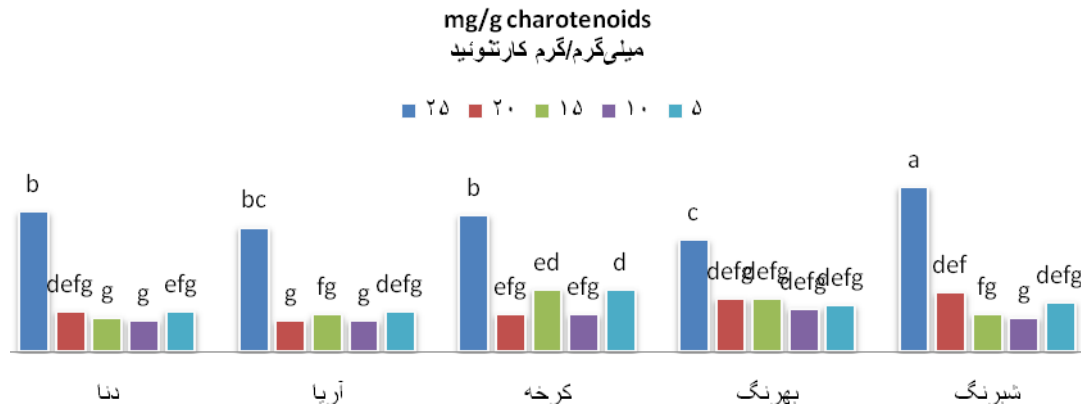 mg/g charotenoids
میلی‌گرم/گرم کارتنوئید
۲۵ ۲۰ ۱۵ ۱۰ ۵
b defg g g efg
bc g fg g defg
b efg ed efg d
c defg defg defg defg
a def fg g defg
دنا آریا کرخه بهرنگ شبرنگ